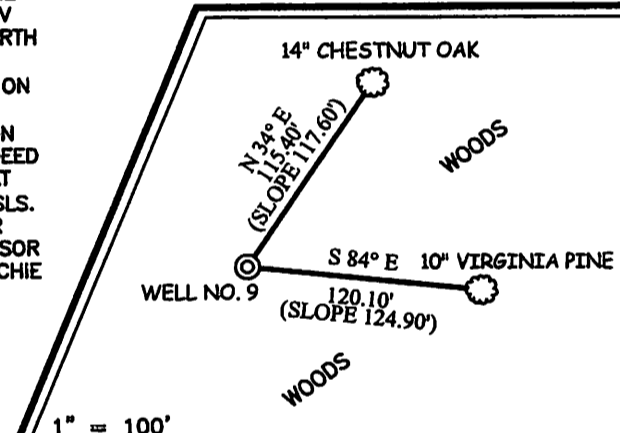 V
RTH
ON
N
EED
T
SLS.
R
SOR
CHIE
14" CHESTNUT OAK
N 34° E
115.40'
(SLOPE 117.60')
WOODS
S 84° E
10" VIRGINIA PINE
WELL NO. 9
120.10'
(SLOPE 124.90')
WOODS
1" = 100'